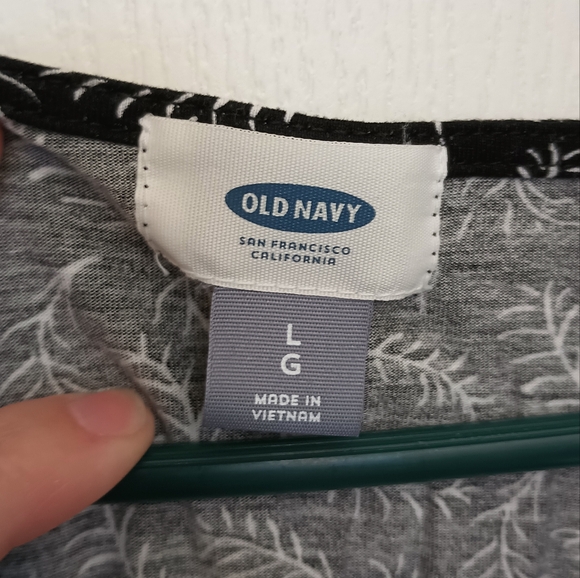 OLD NAVY
SAN FRANCISCO
CALIFORNIA
L
G
MADE IN
VIETNAM